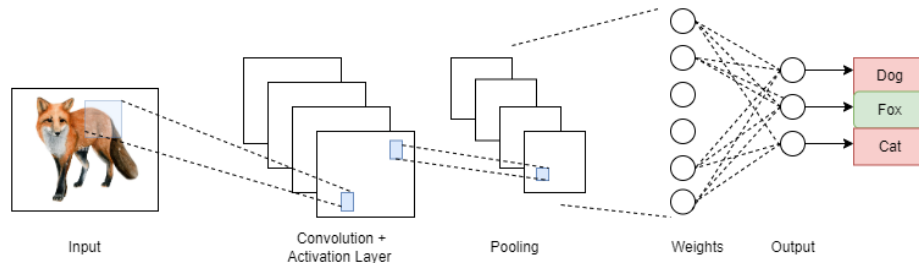 Dog
Fox
Cat
Input
Convolution +
Activation Layer
Pooling
Weights
Output